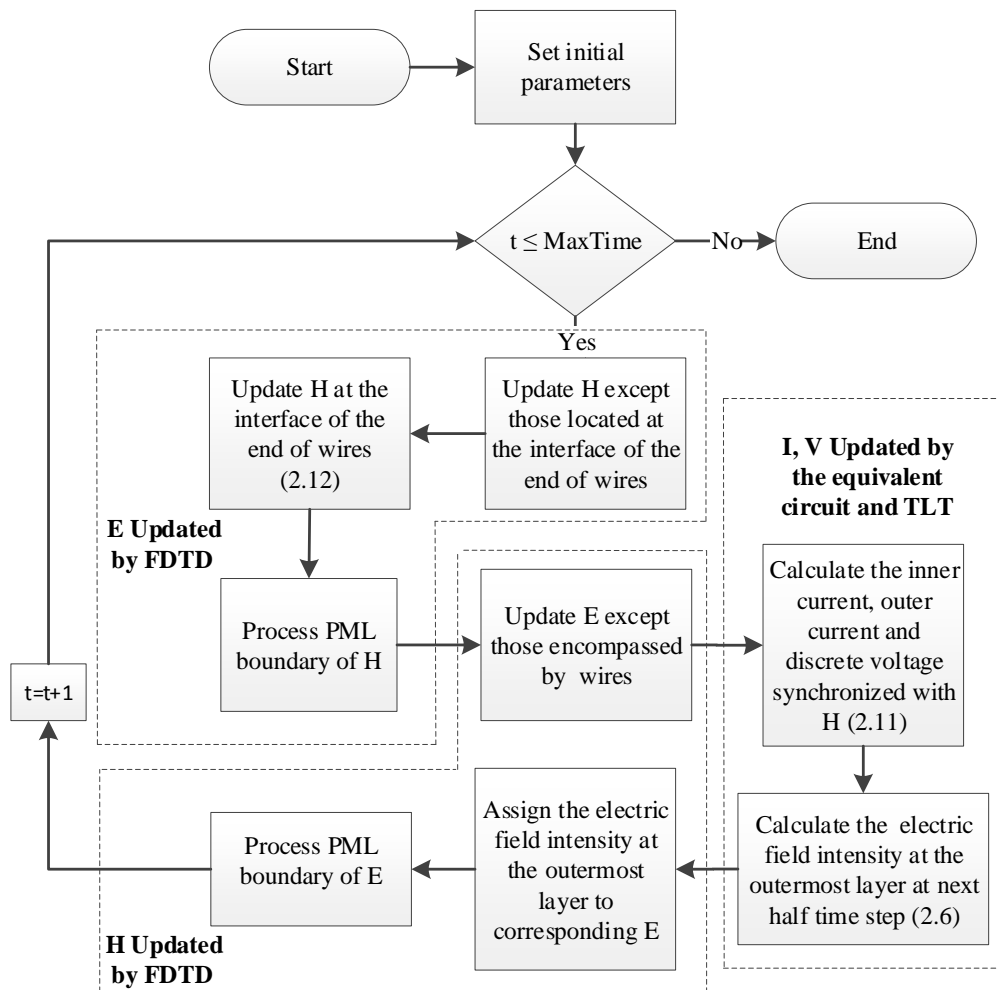 Start
Set initial
parameters
t ≤ MaxTime
No
End
Yes
Update H except
those located at
the interface of the
end of wires
Update H at the
interface of the
end of wires
(2.12)
E Updated
by FDTD
Process PML
boundary of H
Update E except
those encompassed
by wires
I, V Updated by
the equivalent
circuit and TLT
Calculate the inner
current, outer
current and
discrete voltage
synchronized with
H (2.11)
Calculate the electric
field intensity at the
outermost layer at next
half time step (2.6)
Assign the electric
field intensity at
the outermost
layer to
corresponding E
Process PML
boundary of E
H Updated
by FDTD
t=t+1